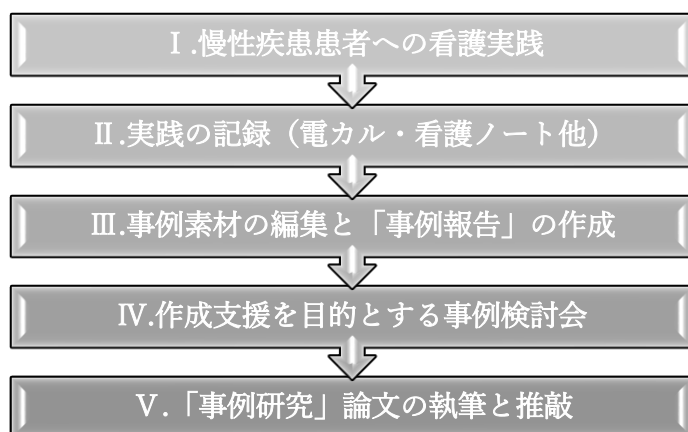 Ⅰ.慢性疾患患者への看護実践
Ⅱ.実践の記録（電カル・看護ノート他）
Ⅲ.事例素材の編集と「事例報告」の作成
Ⅳ.作成支援を目的とする事例検討会
Ⅴ.「事例研究」論文の執筆と推敲